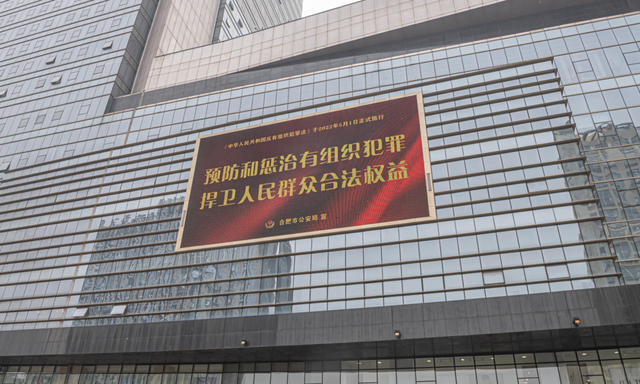 《中华人民共和国反有组织犯罪法》于2022年5月1日正式施行
预防和惩治有组织犯罪
捍卫人民群众合法权益
合肥市公安局 宣